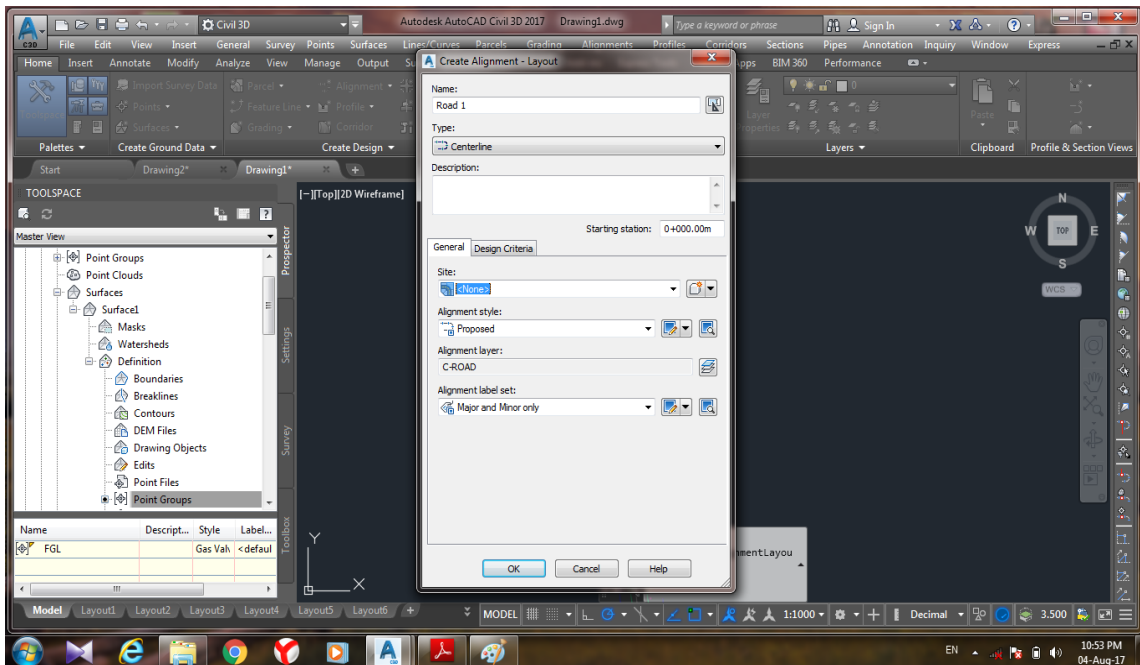 Civil 3D
Autodesk AutoCAD Civil 3D 2017 Drawing1.dwg
Type a keyword or phrase
Sign In
C3D
File Edit View Insert General Survey Points Surfaces Lines/Curves Parcels Grading Alignments Profiles Corridors Sections Pipes Annotation Inquiry Window Express
Home Insert Annotate Modify Analyze View Manage Output
BIM 360 Performance
Import Survey Data Parcel Alignment
Points Feature Line Profile
Surfaces Grading Corridor
Layer
Paste
Palettes Create Ground Data Create Design Layers Clipboard Profile & Section Views
Start Drawing2* Drawing1*
TOOLSPACE
[−][Top][2D Wireframe]
Master View
Point Groups
Point Clouds
Surfaces
Surface1
Masks
Watersheds
Definition
Boundaries
Breaklines
Contours
DEM Files
Drawing Objects
Edits
Point Files
Point Groups
Prospector
Settings
Survey
Toolbox
Name Descript... Style Label...
FGL Gas Valv <defaul
Create Alignment - Layout
Name:
Road 1
Type:
Centerline
Description:
Starting station: 0+000.00m
General Design Criteria
Site:
<None>
Alignment style:
Proposed
Alignment layer:
C-ROAD
Alignment label set:
Major and Minor only
OK Cancel Help
N
W TOP E
S
WCS
mentLayou
Y
X
Model Layout1 Layout2 Layout3 Layout4 Layout5 Layout6 +
MODEL 1:1000 Decimal 3.500
EN 10:53 PM
04-Aug-17